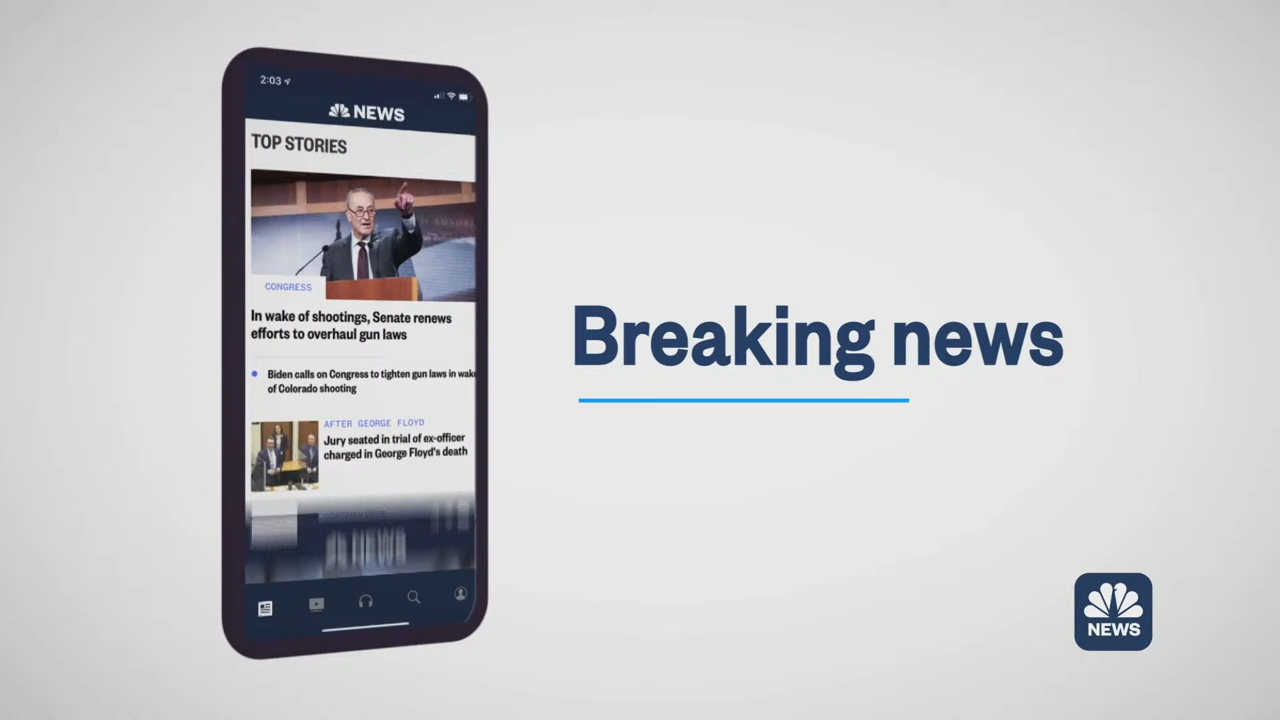 2:03
NEWS
TOP STORIES
CONGRESS
In wake of shootings, Senate renews
efforts to overhaul gun laws
Biden calls on Congress to tighten gun laws in wake
of Colorado shooting
AFTER GEORGE FLOYD
Jury seated in trial of ex-officer
charged in George Floyd's death
NEWS
Breaking news
NEWS